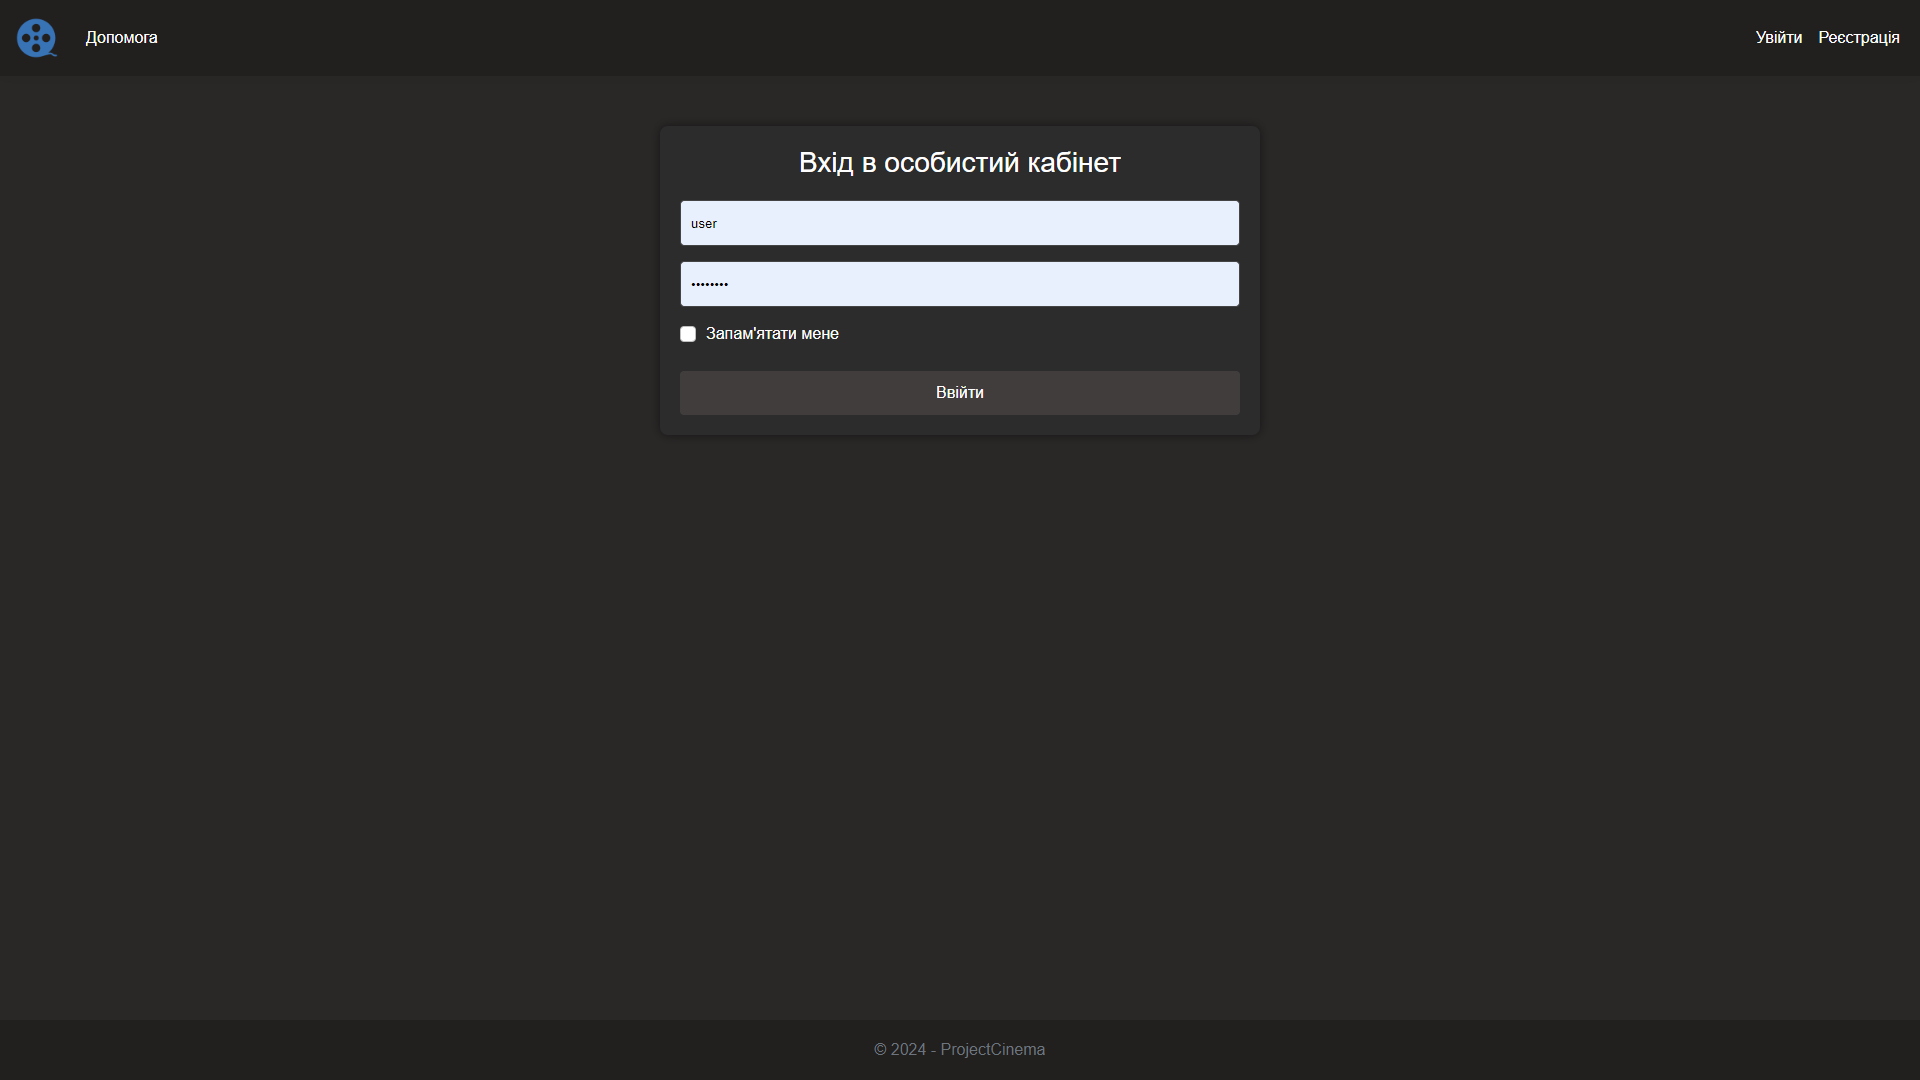 Допомога
Увійти Реєстрація
Вхід в особистий кабінет
user
••••••••
Запам'ятати мене
Ввійти
© 2024 - ProjectCinema